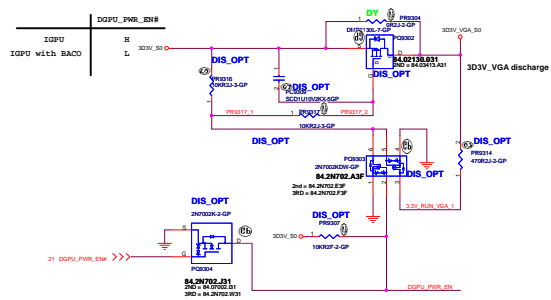 DGPU_PWR_EN#
IGPU H
IGPU with BACO L
3D3V_S0
DY
PR9304
0R2J-2-GP
DMP2130L-7-GP
PQ9302
84.02130.031
2ND = 84.03413.A31
3D3V_VGA_S0
3D3V_VGA discharge
DIS_OPT
PR9316
10KR2J-3-GP
DIS_OPT
PC9309
SCD1U10V2KX-5GP
DIS_OPT
PR9317_1
PR9317
PR9317_2
10KR2J-3-GP
DIS_OPT
DIS_OPT
PQ9303
2N7002KDW-GP
84.2N702.A3F
2nd = 84.2N702.E3F
3RD = 84.2N702.F3F
DIS_OPT
PR9314
470R2J-2-GP
DIS_OPT
3.3V_RUN_VGA_1
DIS_OPT
2N7002K-2-GP
S
D
G
PQ9304
84.2N702.J31
2ND = 84.07002.I31
3RD = 84.2N702.W31
21 DGPU_PWR_EN#
DIS_OPT
3D3V_S0
PR9307
10KR2F-2-GP
DGPU_PWR_EN